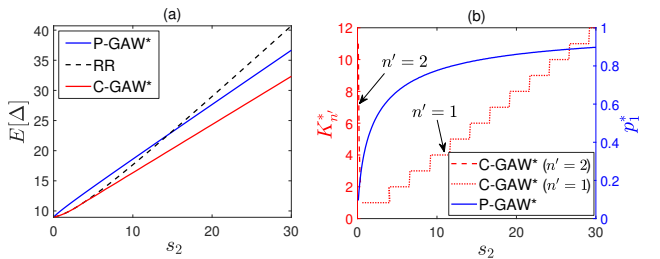 (a)
40
35
30
25
20
15
10
E[Δ]
P-GAW*
RR
C-GAW*
0
10
20
30
s₂
(b)
12
10
8
6
4
2
0
K*ₙ′
n′ = 2
n′ = 1
C-GAW* (n′ = 2)
C-GAW* (n′ = 1)
P-GAW*
1
0.8
0.6
0.4
0.2
0
p₁*
0
10
20
30
s₂